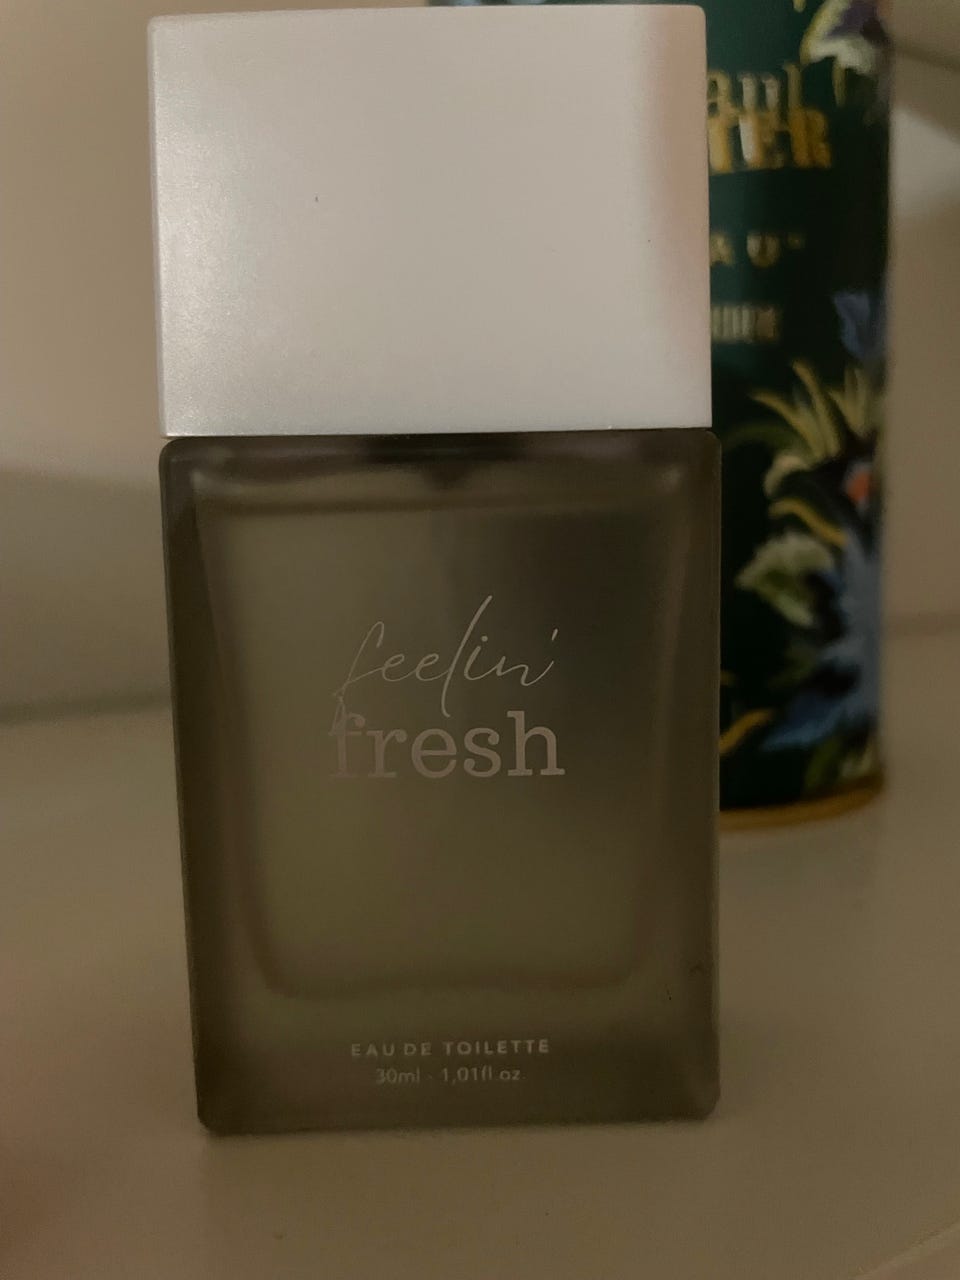 feelin'
fresh
EAU DE TOILETTE
30ml - 1,01fl.oz.